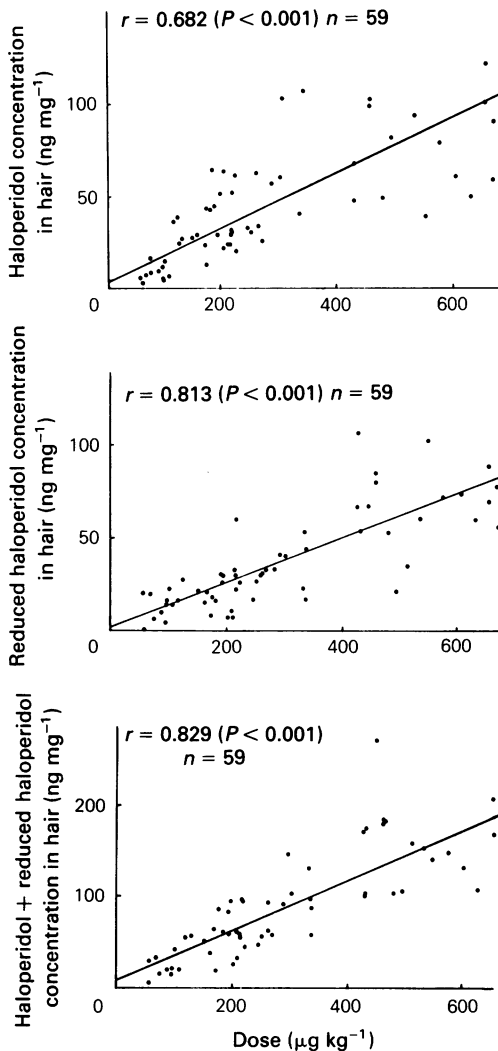 r = 0.682 (P < 0.001) n = 59
Haloperidol concentration
in hair (ng mg⁻¹)
100
50
0
200
400
600
r = 0.813 (P < 0.001) n = 59
Reduced haloperidol concentration
in hair (ng mg⁻¹)
100
50
0
200
400
600
r = 0.829 (P < 0.001)
n = 59
Haloperidol + reduced haloperidol
concentration in hair (ng mg⁻¹)
200
100
0
200
400
600
Dose (μg kg⁻¹)